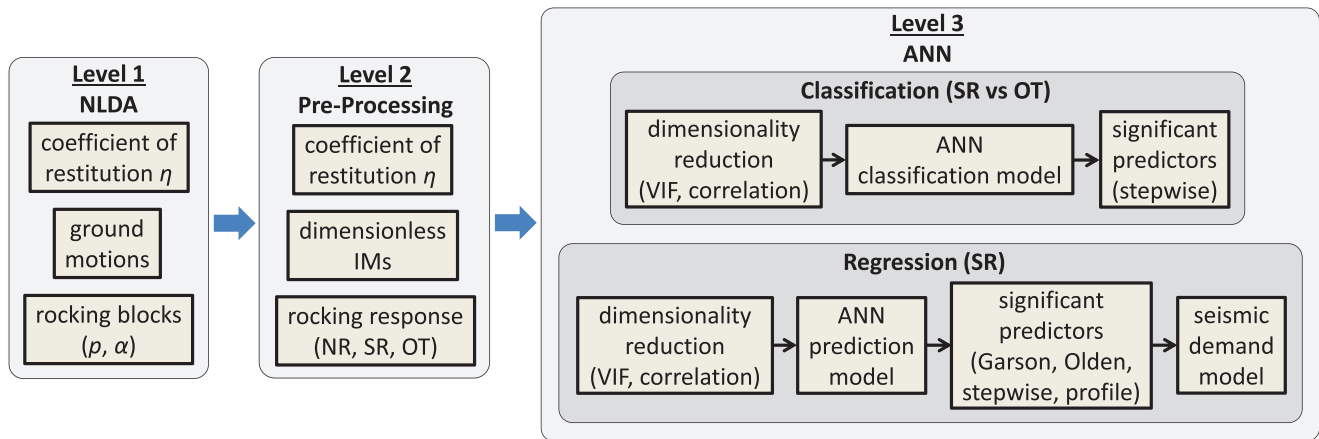 Level 1
NLDA
coefficient of
restitution η
ground
motions
rocking blocks
(p, α)
Level 2
Pre-Processing
coefficient of
restitution η
dimensionless
IMs
rocking response
(NR, SR, OT)
Level 3
ANN
Classification (SR vs OT)
dimensionality
reduction
(VIF, correlation)
ANN
classification model
significant
predictors
(stepwise)
Regression (SR)
dimensionality
reduction
(VIF, correlation)
ANN
prediction
model
significant
predictors
(Garson, Olden,
stepwise, profile)
seismic
demand
model